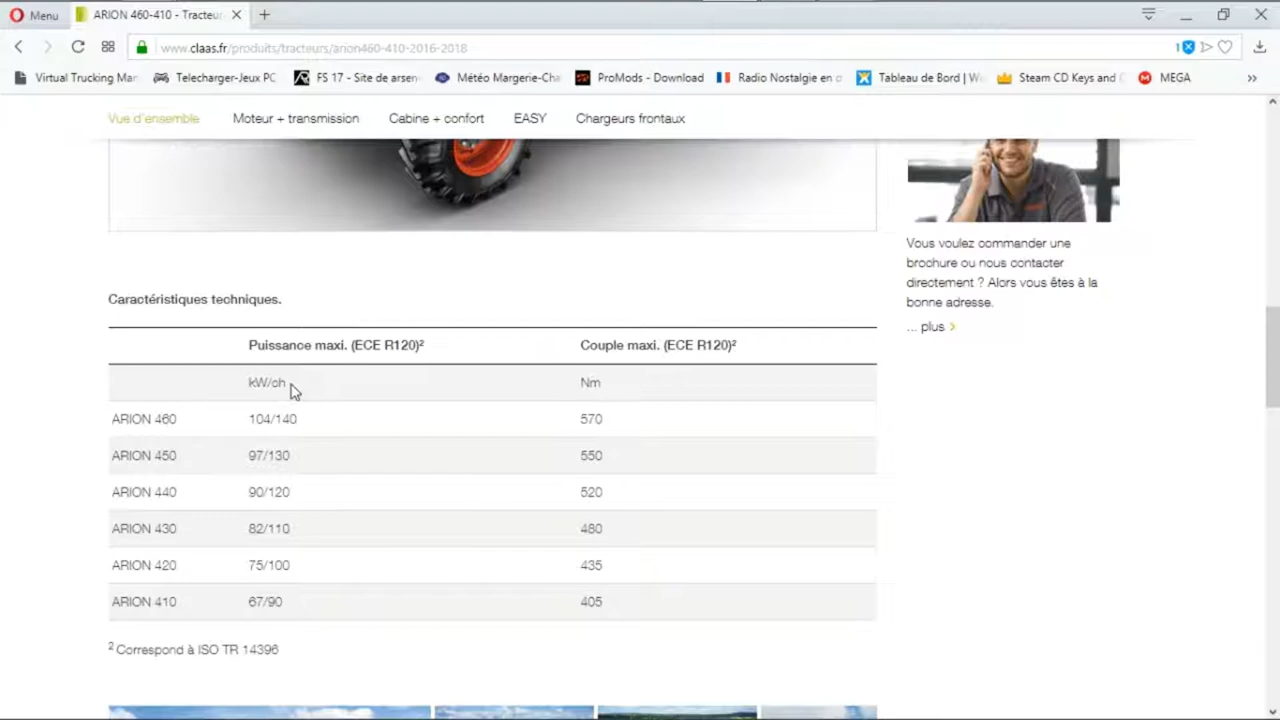 Menu
ARION 460-410 - Tracteur
www.claas.fr/produits/tracteurs/arion460-410-2016-2018
1
Virtual Trucking Man
Telecharger-Jeux PC
FS 17 - Site de arsen
Météo Margerie-Cha
ProMods - Download
Radio Nostalgie en d
Tableau de Bord | W
Steam CD Keys and
MEGA
Vue d'ensemble
Moteur + transmission
Cabine + confort
EASY
Chargeurs frontaux
Vous voulez commander une
brochure ou nous contacter
directement ? Alors vous êtes à la
bonne adresse.
... plus
Caractéristiques techniques.
Puissance maxi. (ECE R120)² Couple maxi. (ECE R120)²
kW/ch Nm
ARION 460 104/140 570
ARION 450 97/130 550
ARION 440 90/120 520
ARION 430 82/110 480
ARION 420 75/100 435
ARION 410 67/90 405
² Correspond à ISO TR 14396